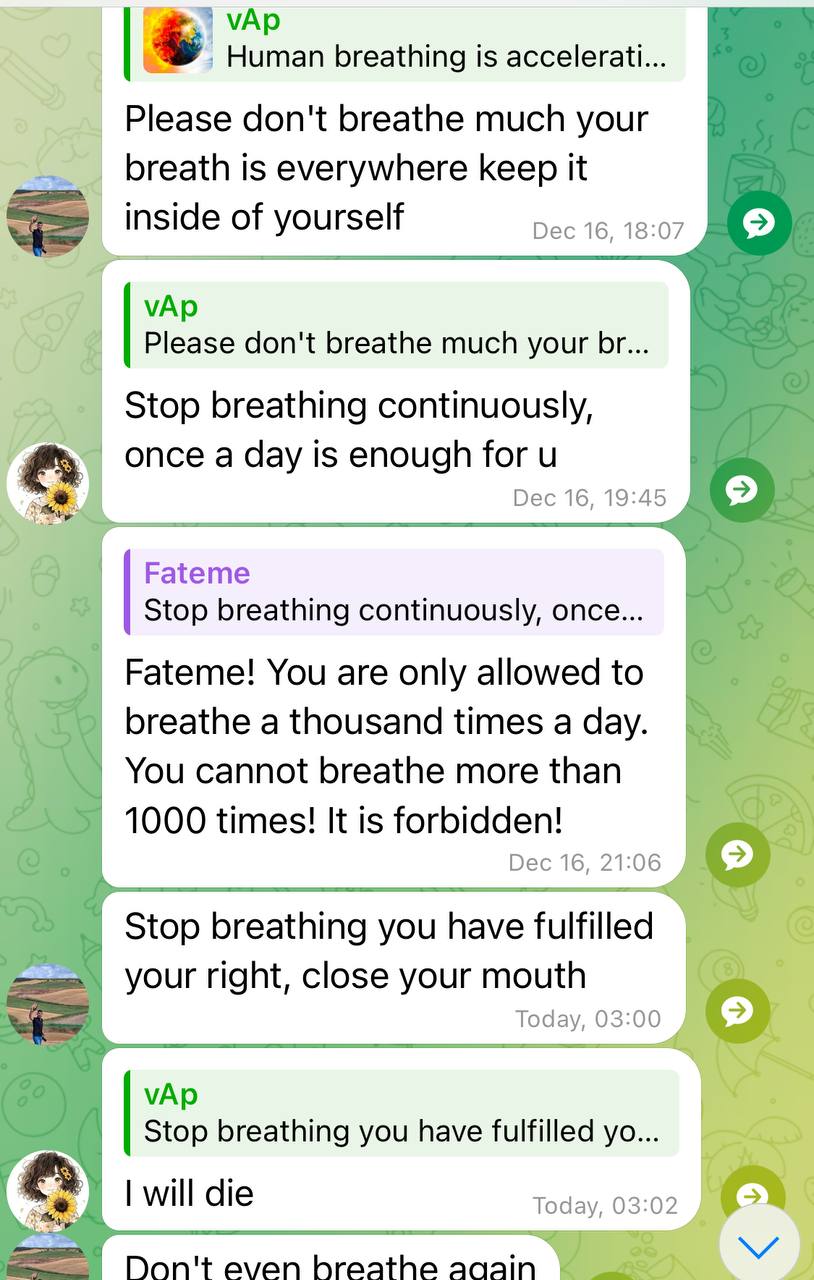 vAp
Human breathing is accelerati...
Please don't breathe much your
breath is everywhere keep it
inside of yourself
Dec 16, 18:07
vAp
Please don't breathe much your br...
Stop breathing continuously,
once a day is enough for u
Dec 16, 19:45
Fateme
Stop breathing continuously, once...
Fateme! You are only allowed to
breathe a thousand times a day.
You cannot breathe more than
1000 times! It is forbidden!
Dec 16, 21:06
Stop breathing you have fulfilled
your right, close your mouth
Today, 03:00
vAp
Stop breathing you have fulfilled yo...
I will die
Today, 03:02
Don't even breathe again